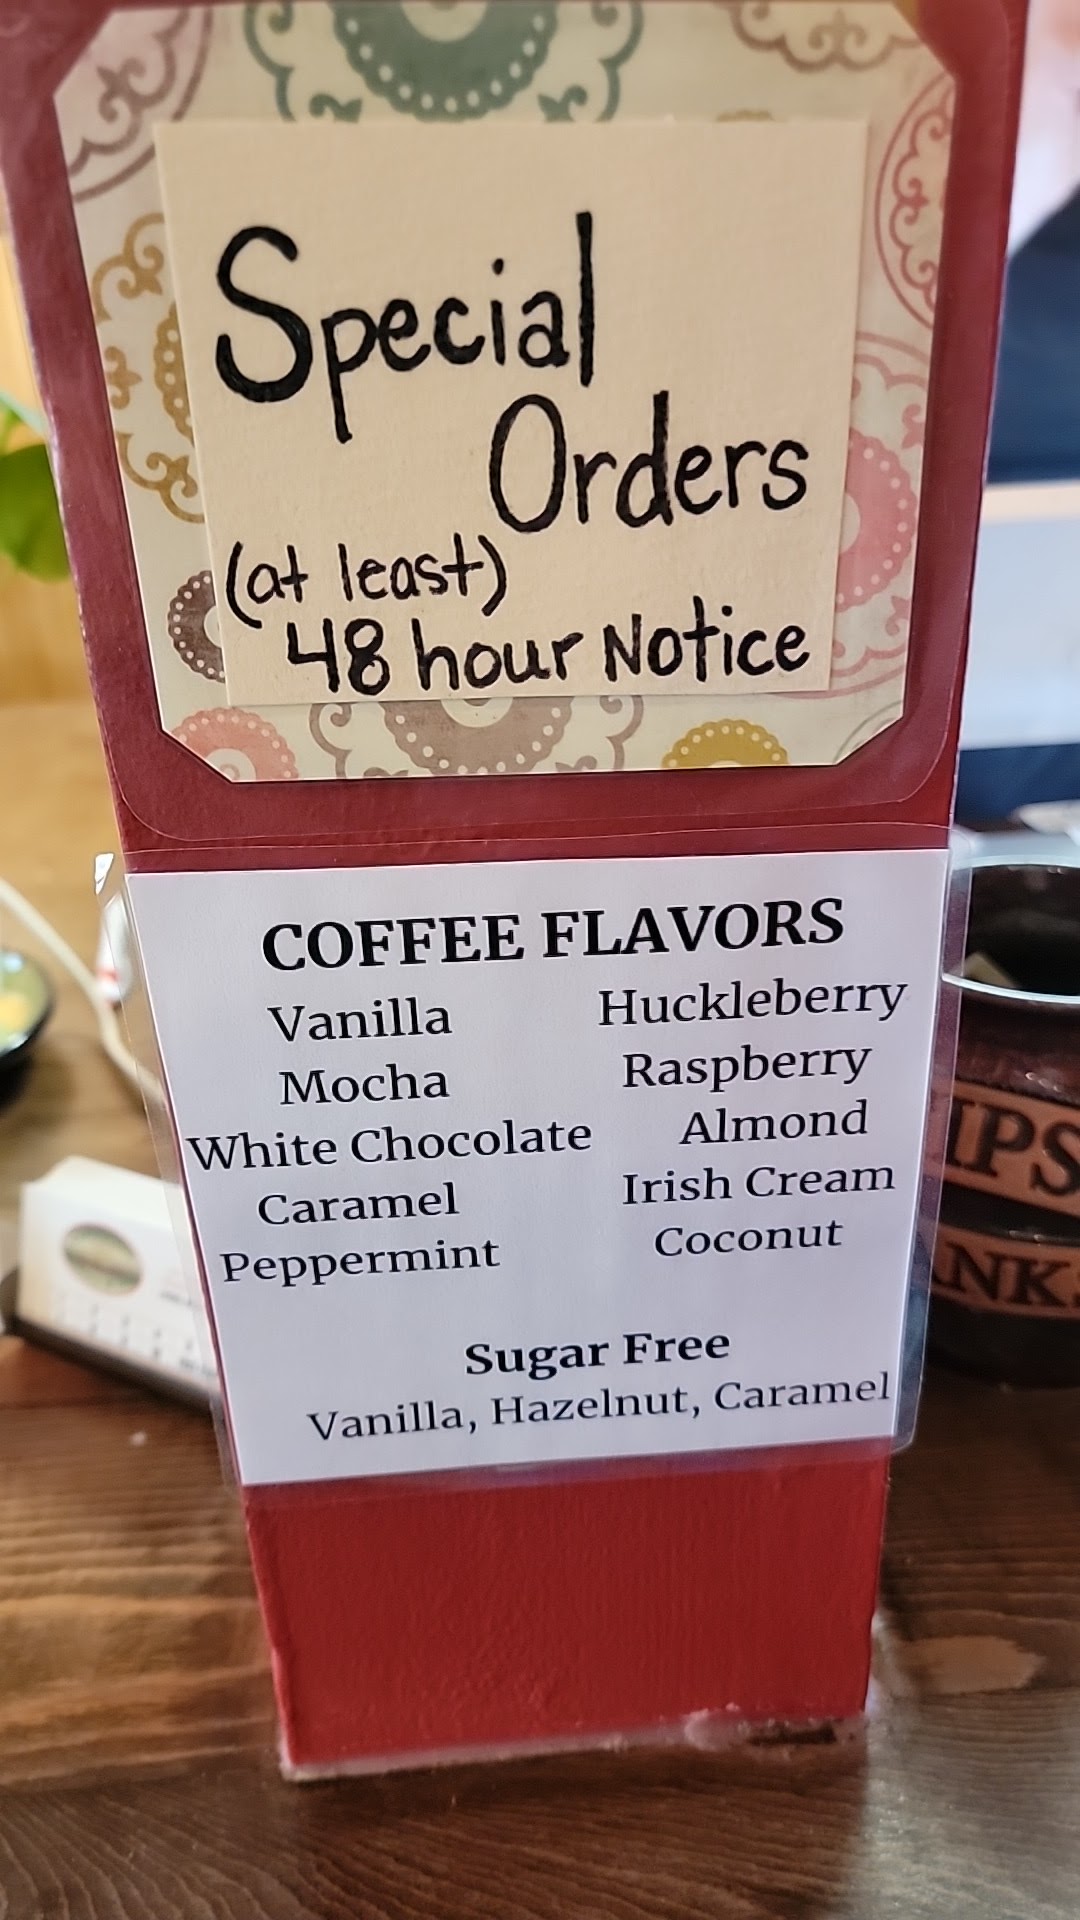 Special
Orders
(at least)
48 hour Notice
COFFEE FLAVORS
Vanilla
Huckleberry
Mocha
Raspberry
White Chocolate
Almond
Caramel
Irish Cream
Peppermint
Coconut
Sugar Free
Vanilla, Hazelnut, Caramel